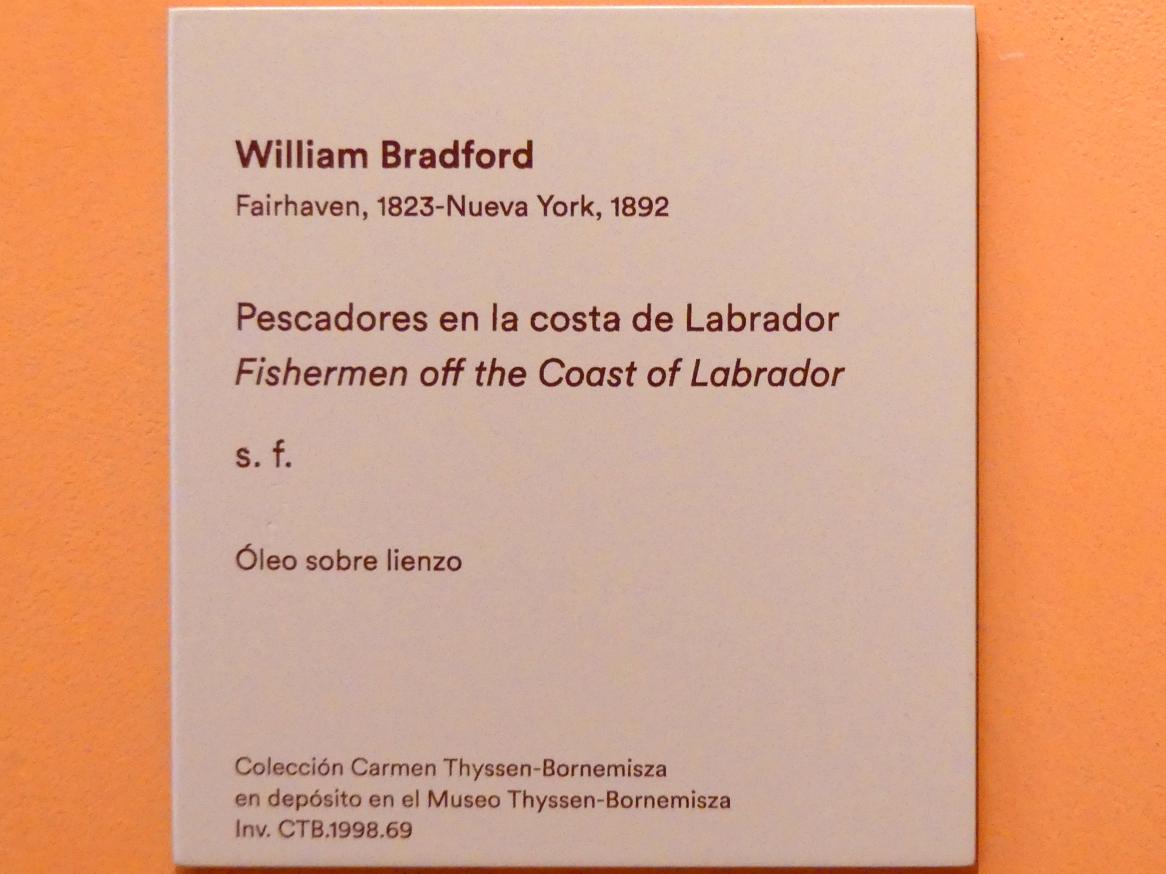 William Bradford
Fairhaven, 1823-Nueva York, 1892
Pescadores en la costa de Labrador
Fishermen off the Coast of Labrador
s. f.
Óleo sobre lienzo
Colección Carmen Thyssen-Bornemisza
en depósito en el Museo Thyssen-Bornemisza
Inv. CTB.1998.69